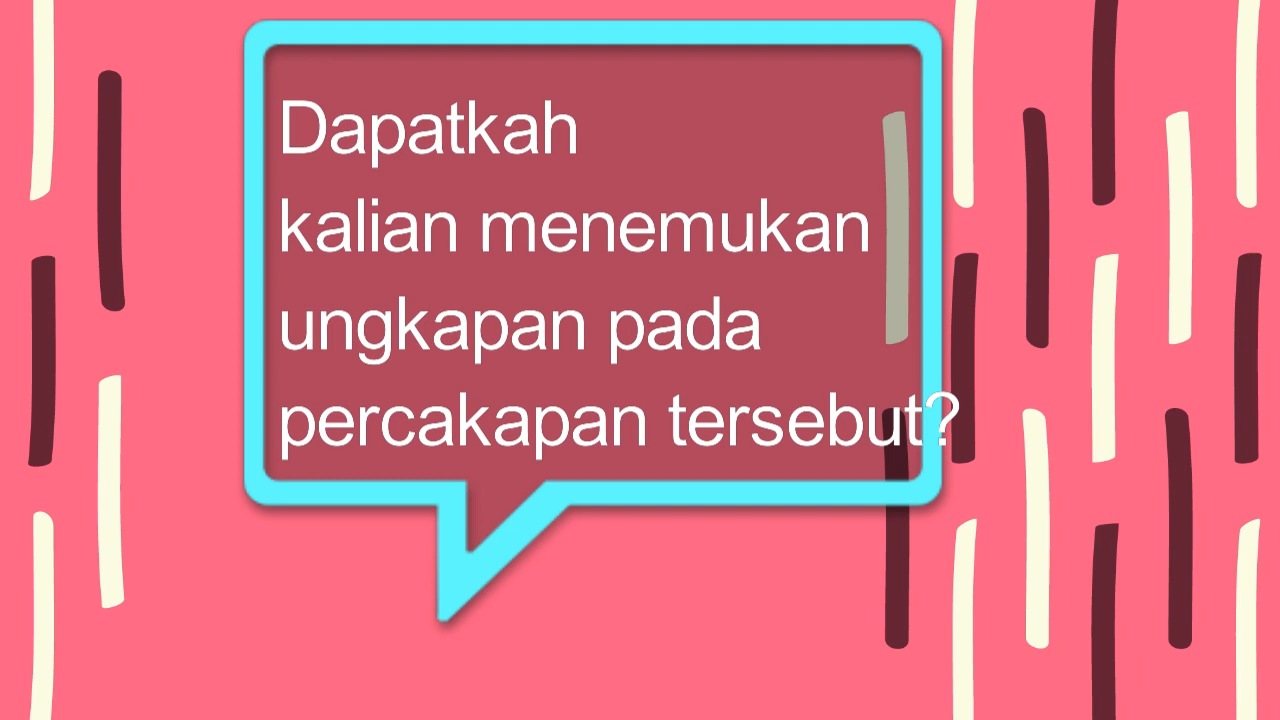 Dapatkah
kalian menemukan
ungkapan pada
percakapan tersebut?